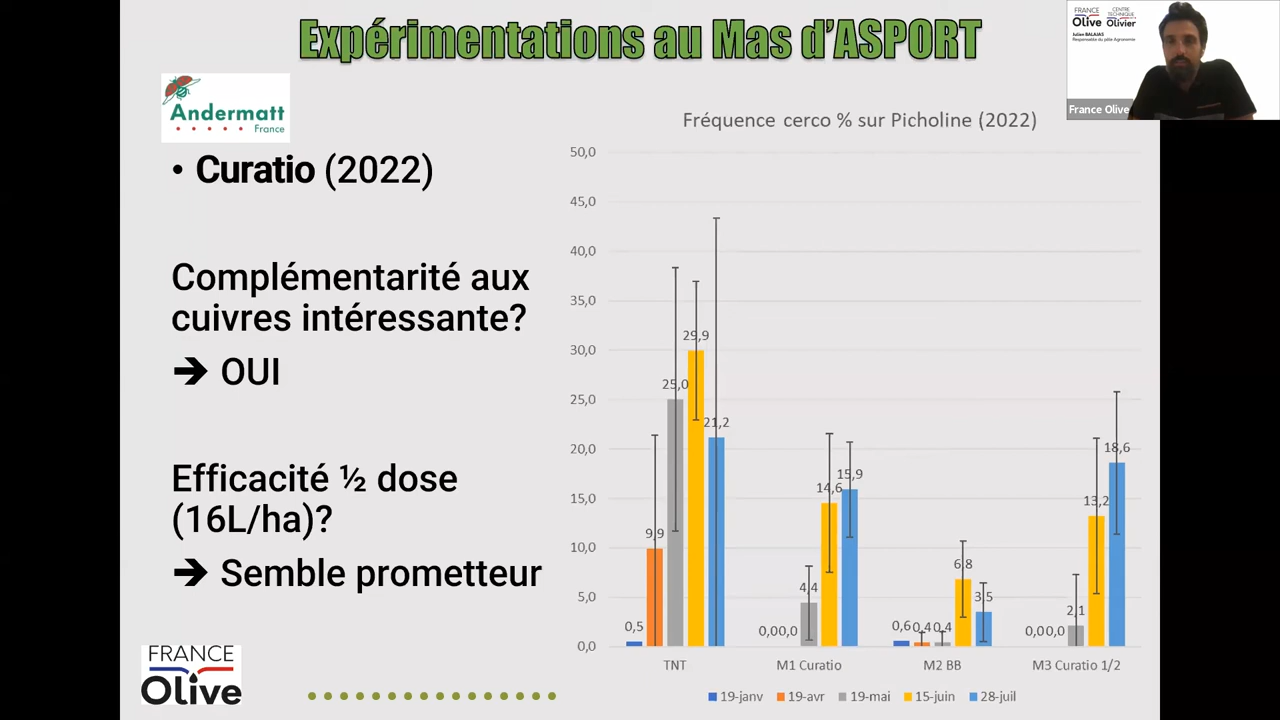 Expérimentations au Mas d'ASPORT
FRANCE
Olive
CENTRE
TECHNIQUE
Olivier
Julien BALAJAS
Responsable du pôle Agronomie
France Olive
Andermatt
France
• Curatio (2022)
Complémentarité aux
cuivres intéressante?
➔ OUI
Efficacité ½ dose
(16L/ha)?
➔ Semble prometteur
FRANCE
Olive
Fréquence cerco % sur Picholine (2022)
50,0
45,0
40,0
35,0
30,0
25,0
20,0
15,0
10,0
5,0
0,0
0,5
9,9
25,0
29,9
21,2
0,0
0,0
4,4
14,6
15,9
0,6
0,4
0,4
6,8
3,5
0,0
0,0
2,1
13,2
18,6
TNT
M1 Curatio
M2 BB
M3 Curatio 1/2
19-janv
19-avr
19-mai
15-juin
28-juil